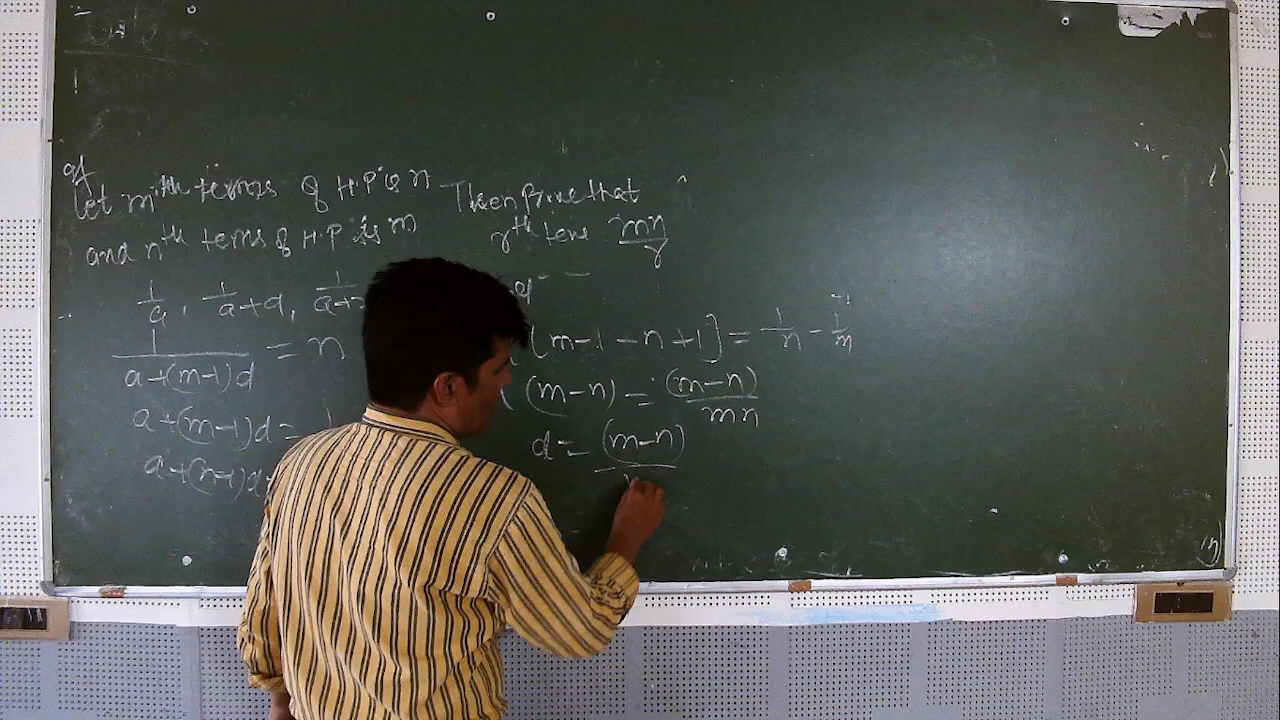 Let mth terms of H.P is n Then prove that
and nth terms of H.P is m rth term mn/r
1/a, 1/a+d, 1/a+
1/a+(m-1)d = n
[m-1-n+1] = 1/n - 1/m
a+(m-1)d =
(m-n) = (m-n)/mn
a+(n-1)d
d = (m-n)